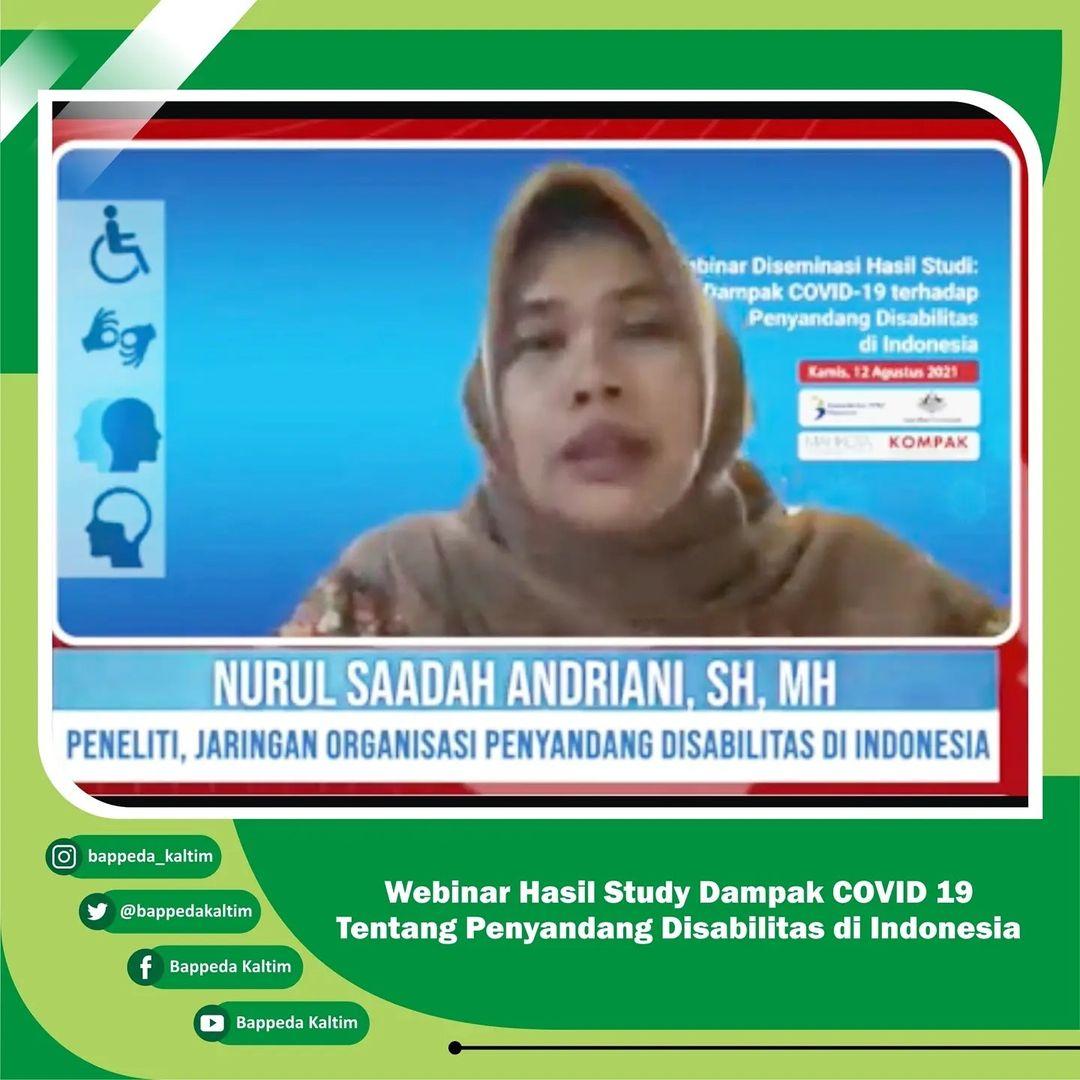 binar Diseminasi Hasil Studi:
Dampak COVID-19 terhadap
Penyandang Disabilitas
di Indonesia
Kamis, 12 Agustus 2021
MAHKOTA KOMPAK
NURUL SAADAH ANDRIANI, SH, MH
PENELITI, JARINGAN ORGANISASI PENYANDANG DISABILITAS DI INDONESIA
bappeda_kaltim
@bappedakaltim
Bappeda Kaltim
Bappeda Kaltim
Webinar Hasil Study Dampak COVID 19
Tentang Penyandang Disabilitas di Indonesia